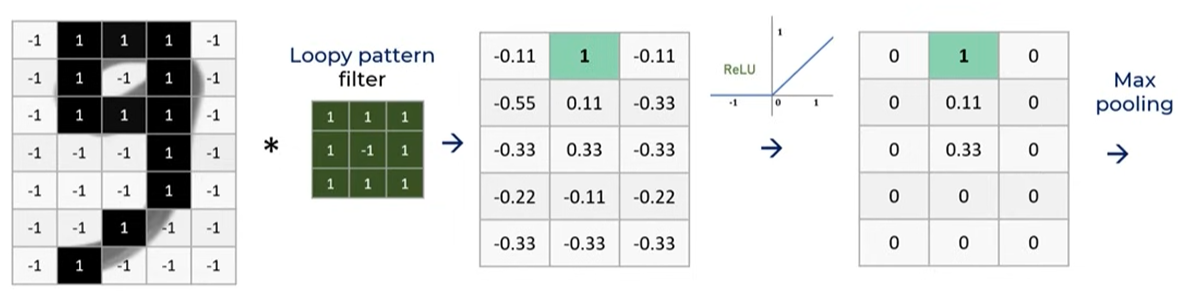 -1 1 1 1 -1
-1 1 -1 1 -1
-1 1 1 1 -1
-1 -1 -1 1 -1
-1 -1 -1 1 -1
-1 -1 1 -1 -1
-1 1 -1 -1 -1
*
Loopy pattern
filter
1 1 1
1 -1 1
1 1 1
→
-0.11 1 -0.11
-0.55 0.11 -0.33
-0.33 0.33 -0.33
-0.22 -0.11 -0.22
-0.33 -0.33 -0.33
1
ReLU
-1 0 1
→
0 1 0
0 0.11 0
0 0.33 0
0 0 0
0 0 0
Max
pooling
→